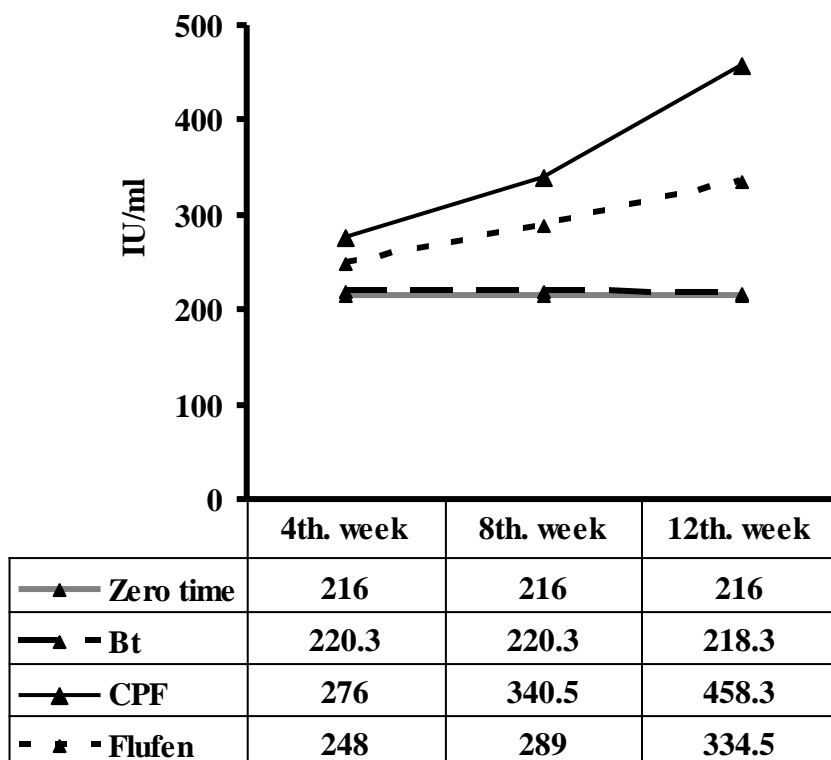 500
400
300
200
100
0
IU/ml
4th. week 8th. week 12th. week
Zero time 216 216 216
Bt 220.3 220.3 218.3
CPF 276 340.5 458.3
Flufen 248 289 334.5